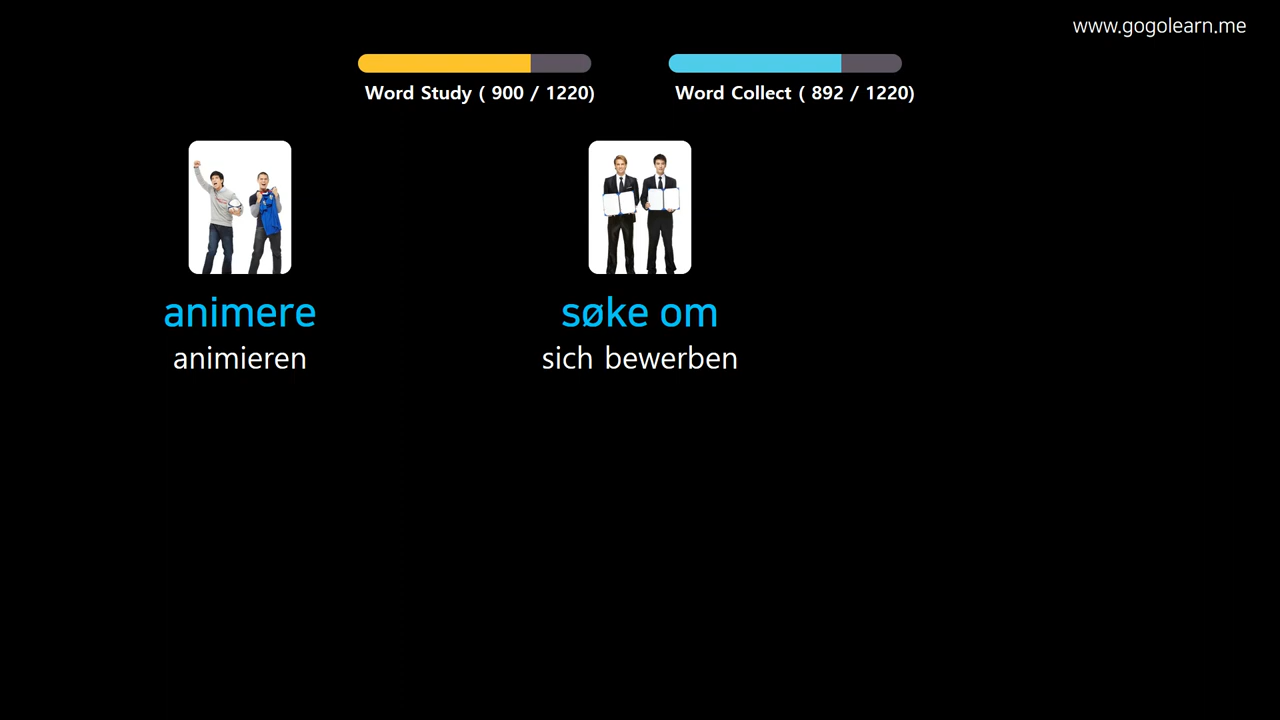 www.gogolearn.me
Word Study ( 900 / 1220)
Word Collect ( 892 / 1220)
animere
søke om
animieren
sich bewerben